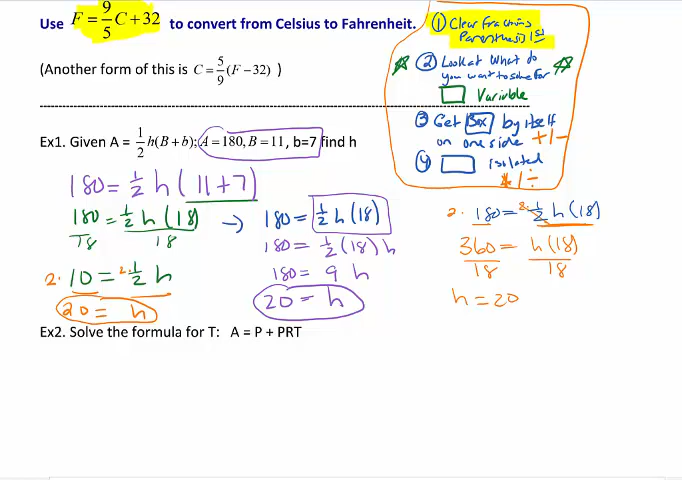 Use F = 9/5 C + 32 to convert from Celsius to Fahrenheit.
(Another form of this is C = 5/9 (F − 32) )
① Clear fractions
Parenthesis 1st
② Look at What do
you want to solve for
Variable
③ Get Box by itself
on one side +/−
④ isolated
* / ÷
Ex1. Given A = 1/2 h(B + b); A = 180, B = 11, b=7 find h
180 = 1/2 h (11 + 7)
180 = 1/2 h (18) →
18 18
2. 10 = 2. 1/2 h
20 = h
180 = 1/2 h (18)
180 = 1/2 (18) h
180 = 9 h
20 = h
2. 180 = 2. 1/2 h (18)
360 = h (18)
18 18
h = 20
Ex2. Solve the formula for T: A = P + PRT